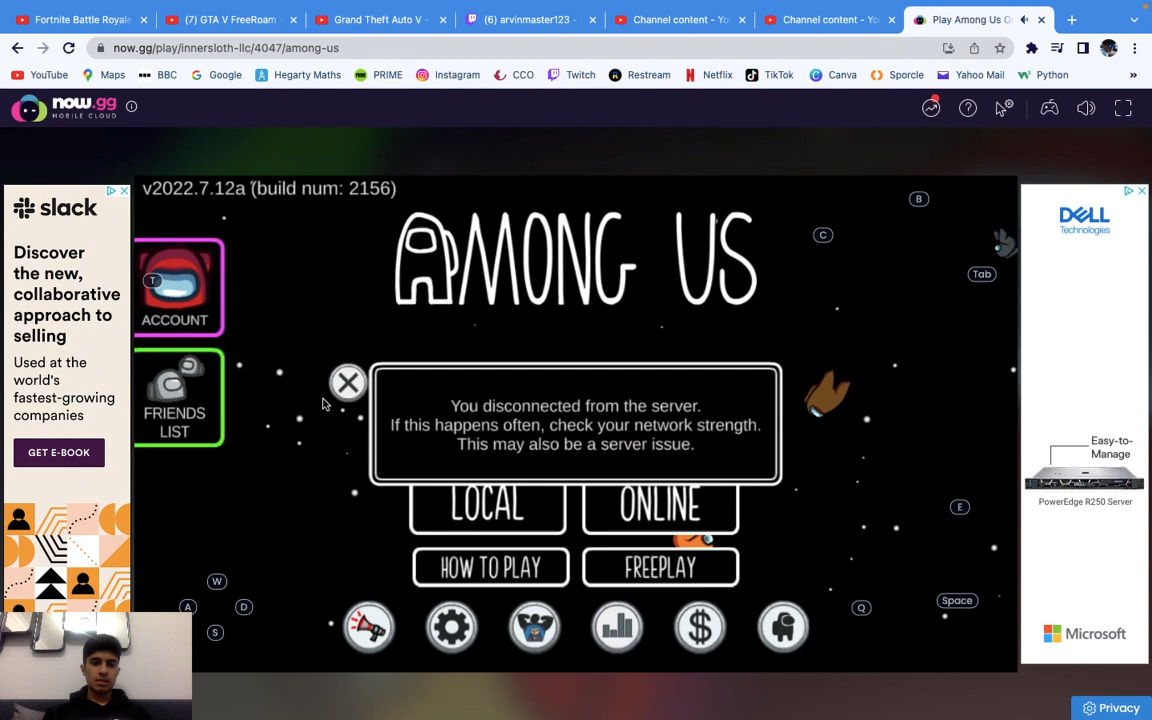 Fortnite Battle Royale
(7) GTA V FreeRoam -
Grand Theft Auto V -
(6) arvinmaster123 -
Channel content - Yo
Channel content - You
Play Among Us O
now.gg/play/innersloth-llc/4047/among-us
YouTube
Maps
BBC
Google
Hegarty Maths
PRIME
Instagram
CCO
Twitch
Restream
Netflix
TikTok
Canva
Sporcle
Yahoo Mail
Python
»
now.gg
MOBILE CLOUD
v2022.7.12a (build num: 2156)
AMONG US
B
C
Tab
T
ACCOUNT
FRIENDS
LIST
You disconnected from the server.
If this happens often, check your network strength.
This may also be a server issue.
LOCAL
ONLINE
HOW TO PLAY
FREEPLAY
E
W
A
D
S
Q
Space
slack
Discover
the new,
collaborative
approach to
selling
Used at the
world's
fastest-growing
companies
GET E-BOOK
DELL
Technologies
Easy-to-
Manage
PowerEdge R250 Server
Microsoft
Privacy